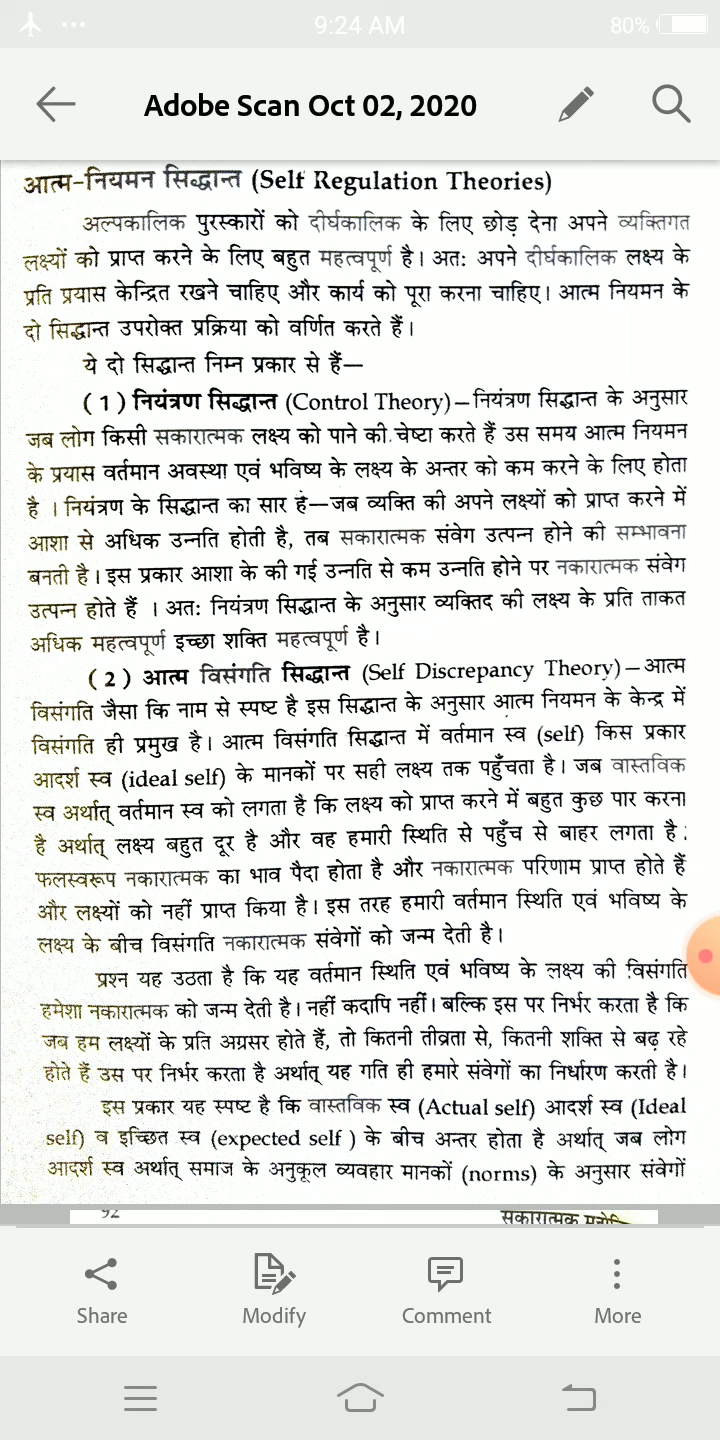 9:24 AM
80%
Adobe Scan Oct 02, 2020
आत्म-नियमन सिद्धान्त (Self Regulation Theories)
अल्पकालिक पुरस्कारों को दीर्घकालिक के लिए छोड़ देना अपने व्यक्तिगत
लक्ष्यों को प्राप्त करने के लिए बहुत महत्वपूर्ण है। अतः अपने दीर्घकालिक लक्ष्य के
प्रति प्रयास केन्द्रित रखने चाहिए और कार्य को पूरा करना चाहिए। आत्म नियमन के
दो सिद्धान्त उपरोक्त प्रक्रिया को वर्णित करते हैं।
ये दो सिद्धान्त निम्न प्रकार से हैं—
(1) नियंत्रण सिद्धान्त (Control Theory)—नियंत्रण सिद्धान्त के अनुसार
जब लोग किसी सकारात्मक लक्ष्य को पाने की चेष्टा करते हैं उस समय आत्म नियमन
के प्रयास वर्तमान अवस्था एवं भविष्य के लक्ष्य के अन्तर को कम करने के लिए होता
है । नियंत्रण के सिद्धान्त का सार है—जब व्यक्ति की अपने लक्ष्यों को प्राप्त करने में
आशा से अधिक उन्नति होती है, तब सकारात्मक संवेग उत्पन्न होने की सम्भावना
बनती है। इस प्रकार आशा के की गई उन्नति से कम उन्नति होने पर नकारात्मक संवेग
उत्पन्न होते हैं । अतः नियंत्रण सिद्धान्त के अनुसार व्यक्तिद की लक्ष्य के प्रति ताकत
अधिक महत्वपूर्ण इच्छा शक्ति महत्वपूर्ण है।
(2) आत्म विसंगति सिद्धान्त (Self Discrepancy Theory)—आत्म
विसंगति जैसा कि नाम से स्पष्ट है इस सिद्धान्त के अनुसार आत्म नियमन के केन्द्र में
विसंगति ही प्रमुख है। आत्म विसंगति सिद्धान्त में वर्तमान स्व (self) किस प्रकार
आदर्श स्व (ideal self) के मानकों पर सही लक्ष्य तक पहुँचता है। जब वास्तविक
स्व अर्थात् वर्तमान स्व को लगता है कि लक्ष्य को प्राप्त करने में बहुत कुछ पार करना
है अर्थात् लक्ष्य बहुत दूर है और वह हमारी स्थिति से पहुँच से बाहर लगता है :
फलस्वरूप नकारात्मक का भाव पैदा होता है और नकारात्मक परिणाम प्राप्त होते हैं
और लक्ष्यों को नहीं प्राप्त किया है। इस तरह हमारी वर्तमान स्थिति एवं भविष्य के
लक्ष्य के बीच विसंगति नकारात्मक संवेगों को जन्म देती है।
प्रश्न यह उठता है कि यह वर्तमान स्थिति एवं भविष्य के लक्ष्य की विसंगति
हमेशा नकारात्मक को जन्म देती है। नहीं कदापि नहीं। बल्कि इस पर निर्भर करता है कि
जब हम लक्ष्यों के प्रति अग्रसर होते हैं, तो कितनी तीव्रता से, कितनी शक्ति से बढ़ रहे
होते हैं उस पर निर्भर करता है अर्थात् यह गति ही हमारे संवेगों का निर्धारण करती है।
इस प्रकार यह स्पष्ट है कि वास्तविक स्व (Actual self) आदर्श स्व (Ideal
self) व इच्छित स्व (expected self ) के बीच अन्तर होता है अर्थात् जब लोग
आदर्श स्व अर्थात् समाज के अनुकूल व्यवहार मानकों (norms) के अनुसार संवेगों
92
सकारात्मक
Share
Modify
Comment
More